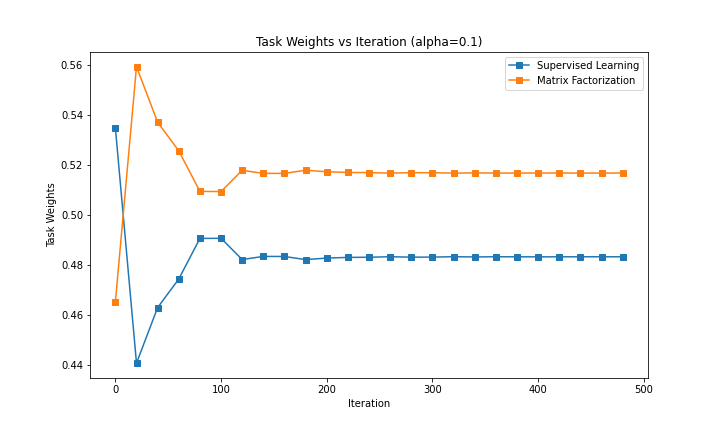 Task Weights vs Iteration (alpha=0.1)
Supervised Learning
Matrix Factorization
Task Weights
0.56
0.54
0.52
0.50
0.48
0.46
0.44
0
100
200
300
400
500
Iteration